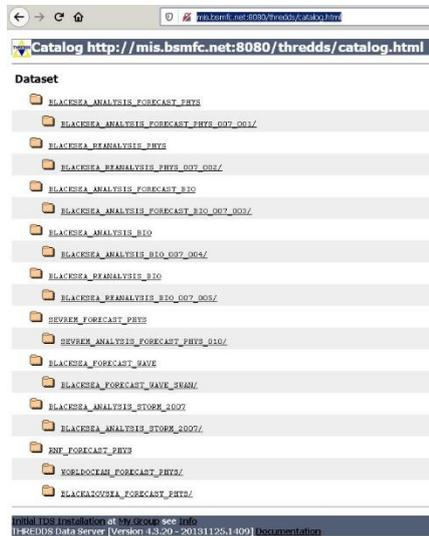 mis.bsmfc.net:8080/thredds/catalog.html
Catalog http://mis.bsmfc.net:8080/thredds/catalog.html
Dataset
BLACKSEA_ANALYSIS_FORECAST_PHYS
BLACKSEA_ANALYSIS_FORECAST_PHYS_007_001/
BLACKSEA_REANALYSIS_PHYS
BLACKSEA_REANALYSIS_PHYS_007_002/
BLACKSEA_ANALYSIS_FORECAST_BIO
BLACKSEA_ANALYSIS_FORECAST_BIO_007_003/
BLACKSEA_ANALYSIS_BIO
BLACKSEA_ANALYSIS_BIO_007_004/
BLACKSEA_REANALYSIS_BIO
BLACKSEA_REANALYSIS_BIO_007_005/
SEVREM_FORECAST_PHYS
SEVREM_ANALYSIS_FORECAST_PHYS_010/
BLACKSEA_FORECAST_WAVE
BLACKSEA_FORECAST_WAVE_SWAN/
BLACKSEA_ANALYSIS_STORM_2007
BLACKSEA_ANALYSIS_STORM_2007/
RNF_FORECAST_PHYS
WORLDOCEAN_FORECAST_PHYS/
BLACKAZOVSEA_FORECAST_PHYS/
Initial TDS Installation at My Group see Info
THREDDS Data Server [Version 4.3.20 - 20131125.1409] Documentation